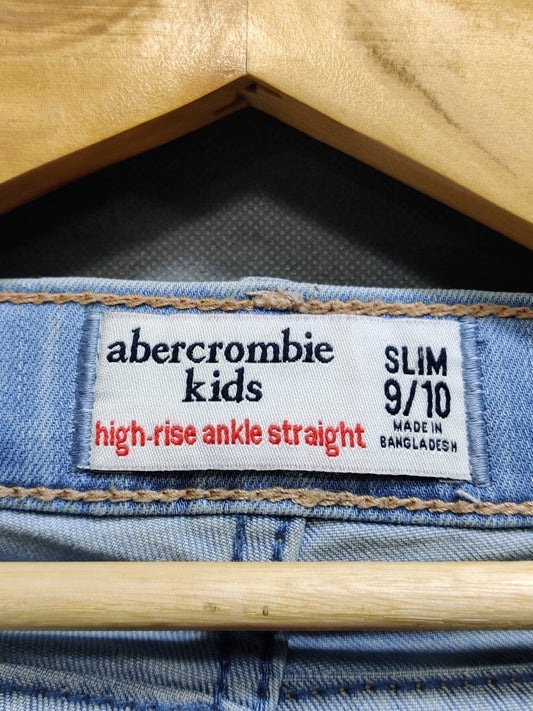 abercrombie
kids
high-rise ankle straight
SLIM
9/10
MADE IN
BANGLADESH